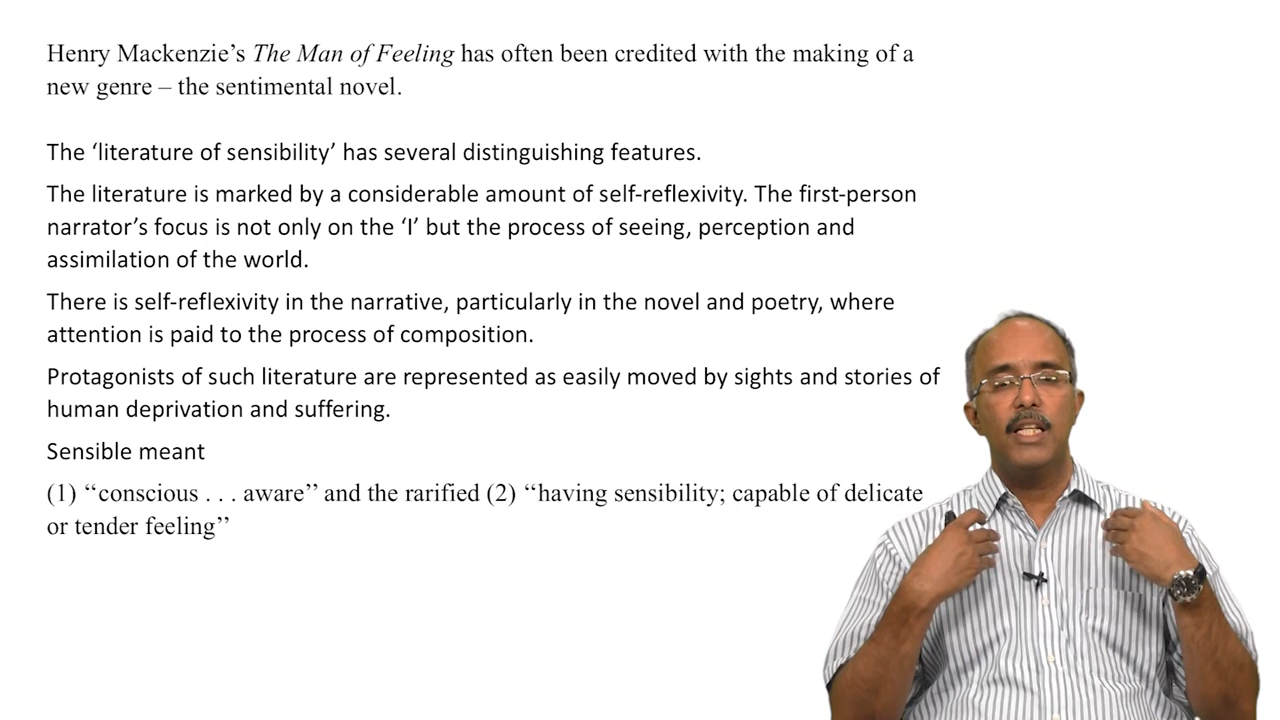 Henry Mackenzie’s The Man of Feeling has often been credited with the making of a
new genre – the sentimental novel.
The ‘literature of sensibility’ has several distinguishing features.
The literature is marked by a considerable amount of self-reflexivity. The first-person
narrator’s focus is not only on the ‘I’ but the process of seeing, perception and
assimilation of the world.
There is self-reflexivity in the narrative, particularly in the novel and poetry, where
attention is paid to the process of composition.
Protagonists of such literature are represented as easily moved by sights and stories of
human deprivation and suffering.
Sensible meant
(1) ‘‘conscious . . . aware’’ and the rarified (2) ‘‘having sensibility; capable of delicate
or tender feeling’’